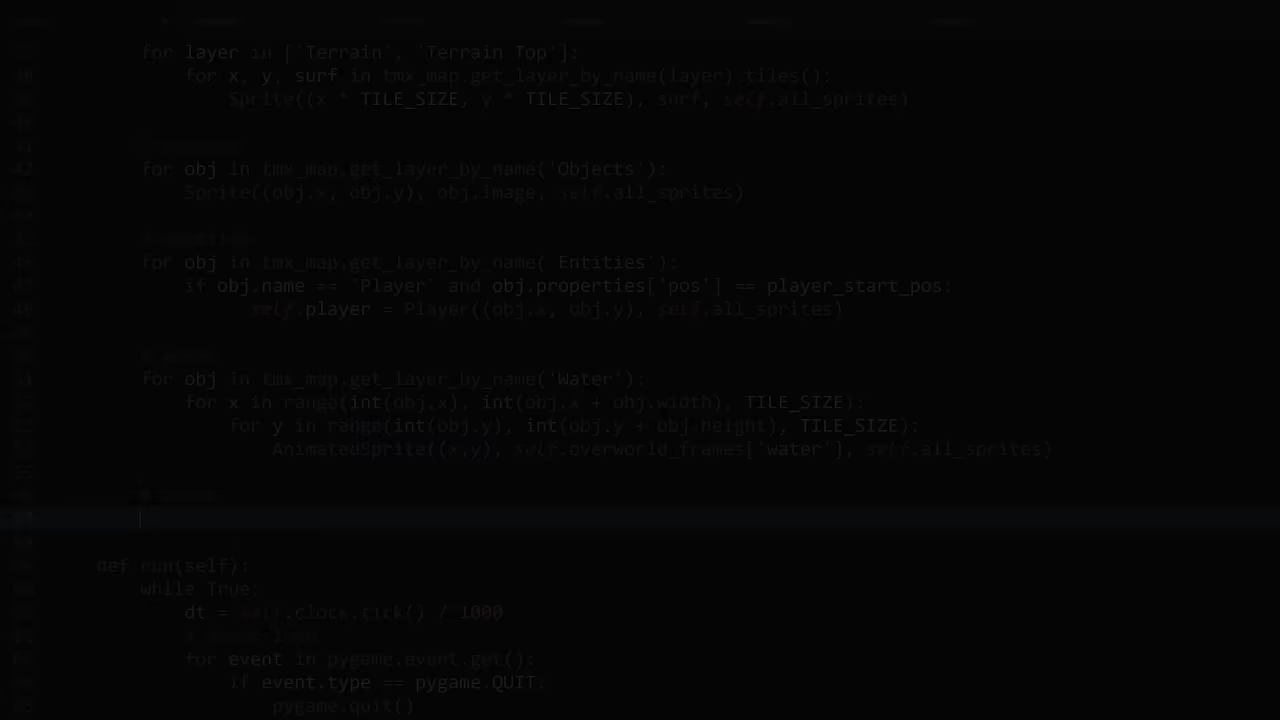 for layer in ['Terrain', 'Terrain Top']:
for x, y, surf in tmx_map.get_layer_by_name(layer).tiles():
Sprite((x * TILE_SIZE, y * TILE_SIZE), surf, self.all_sprites)
for obj in tmx_map.get_layer_by_name('Objects'):
Sprite((obj.x, obj.y), obj.image, self.all_sprites)
for obj in tmx_map.get_layer_by_name('Entities'):
if obj.name == 'Player' and obj.properties['pos'] == player_start_pos:
self.player = Player((obj.x, obj.y), self.all_sprites)
# water
for obj in tmx_map.get_layer_by_name('Water'):
for x in range(int(obj.x), int(obj.x + obj.width), TILE_SIZE):
for y in range(int(obj.y), int(obj.y + obj.height), TILE_SIZE):
AnimatedSprite((x,y), self.overworld_frames['water'], self.all_sprites)
def run(self):
while True:
dt = self.clock.tick() / 1000
# event loop
for event in pygame.event.get():
if event.type == pygame.QUIT:
pygame.quit()